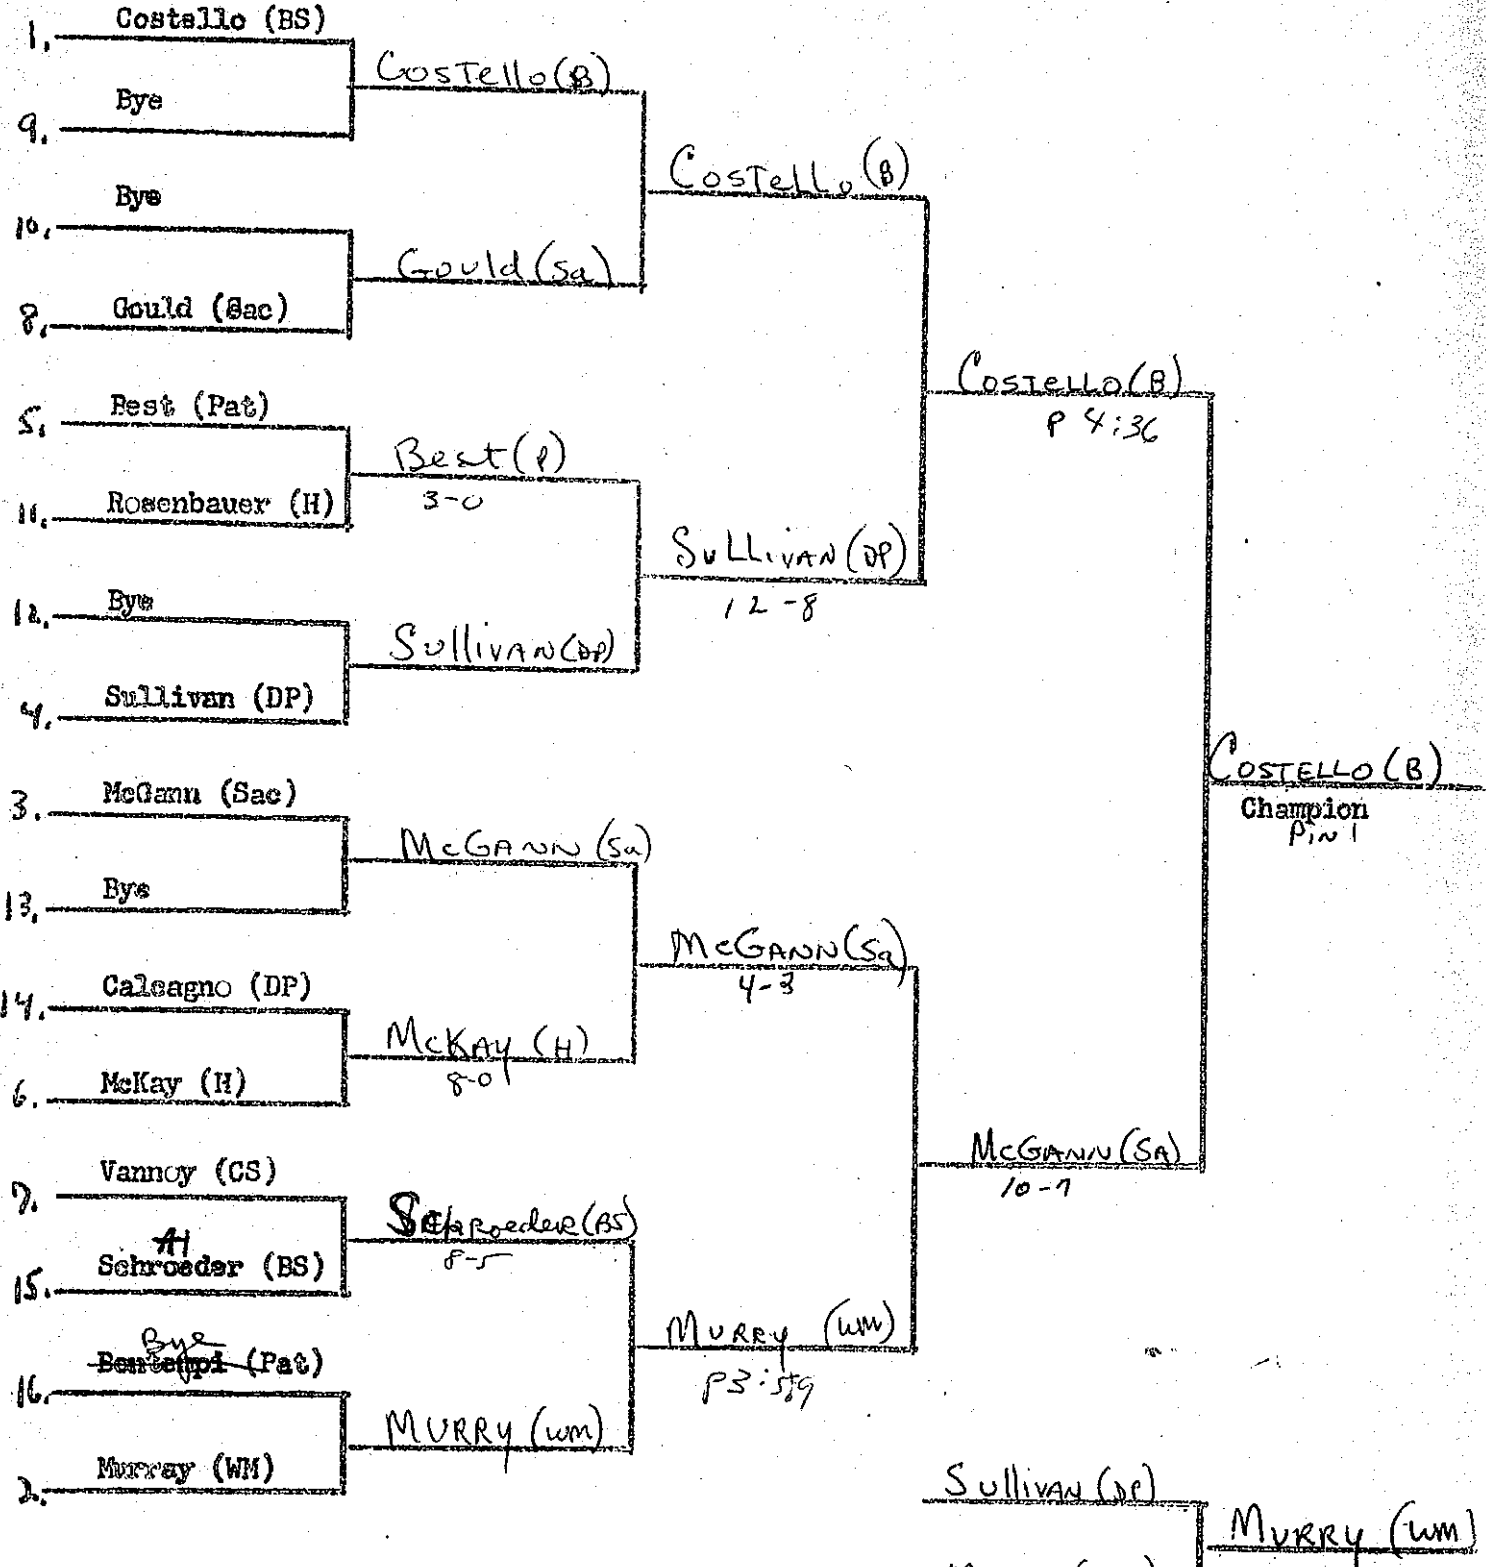 1. Costello (BS)
Costello (B)
9. Bye
Costello (B)
10. Bye
Gould (Sa)
8. Gould (Sac)
Costello (B)
P 4:36
5. Best (Pat)
Best (P)
3-0
11. Rosenbauer (H)
Sullivan (DP)
12-8
12. Bye
Sullivan (DP)
4. Sullivan (DP)
Costello (B)
Champion
Pin 1
3. McGann (Sac)
McGann (Sa)
13. Bye
McGann (Sa)
4-3
14. Calcagno (DP)
McKay (H)
8-0
6. McKay (H)
McGann (SA)
7. Vannoy (CS)
Schroeder (BS)
8-5
Al
15. Schroeder (BS)
Murry (WM)
Bye
16. (Pat)
Murry (WM)
2. Murray (WM)
Sullivan (DP)
Murry (WM)